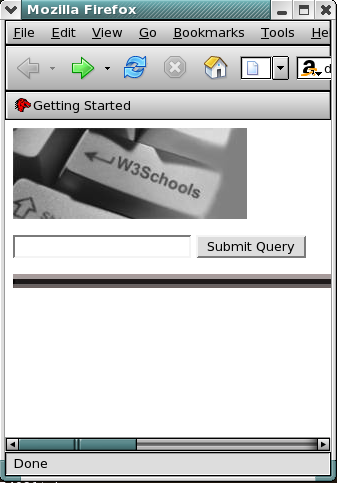 Mozilla Firefox
File Edit View Go Bookmarks Tools He
a d
Getting Started
W3Schools
Submit Query
Done